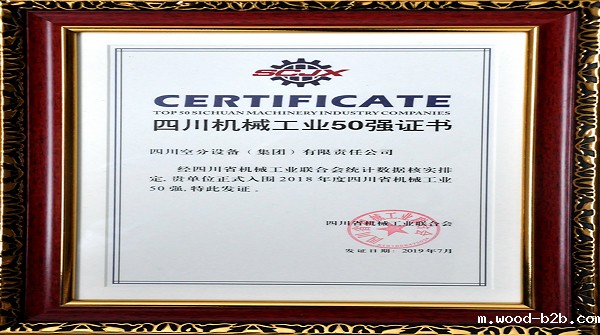 SCJX
CERTIFICATE
TOP 50 SICHUAN MACHINERY INDUSTRY COMPANIES
四川机械工业50强证书
四川空分设备（集团）有限责任公司
经四川省机械工业联合会统计数据核实排
定,贵单位正式入围2018年度四川省机械工业
50强,特此发证。
四川省机械工业联合会
发证日期:2019年7月
m.wood-b2b.com